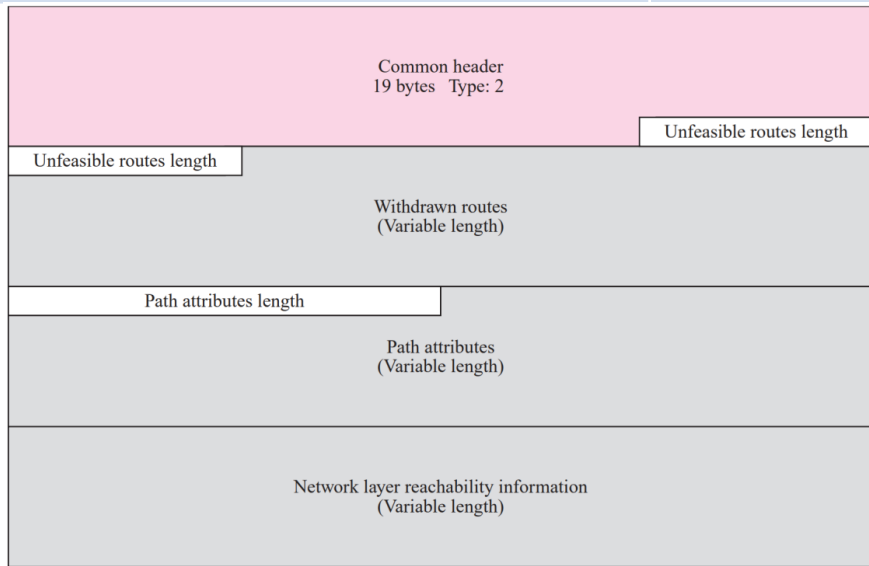 Common header
19 bytes Type: 2
Unfeasible routes length
Unfeasible routes length
Withdrawn routes
(Variable length)
Path attributes length
Path attributes
(Variable length)
Network layer reachability information
(Variable length)